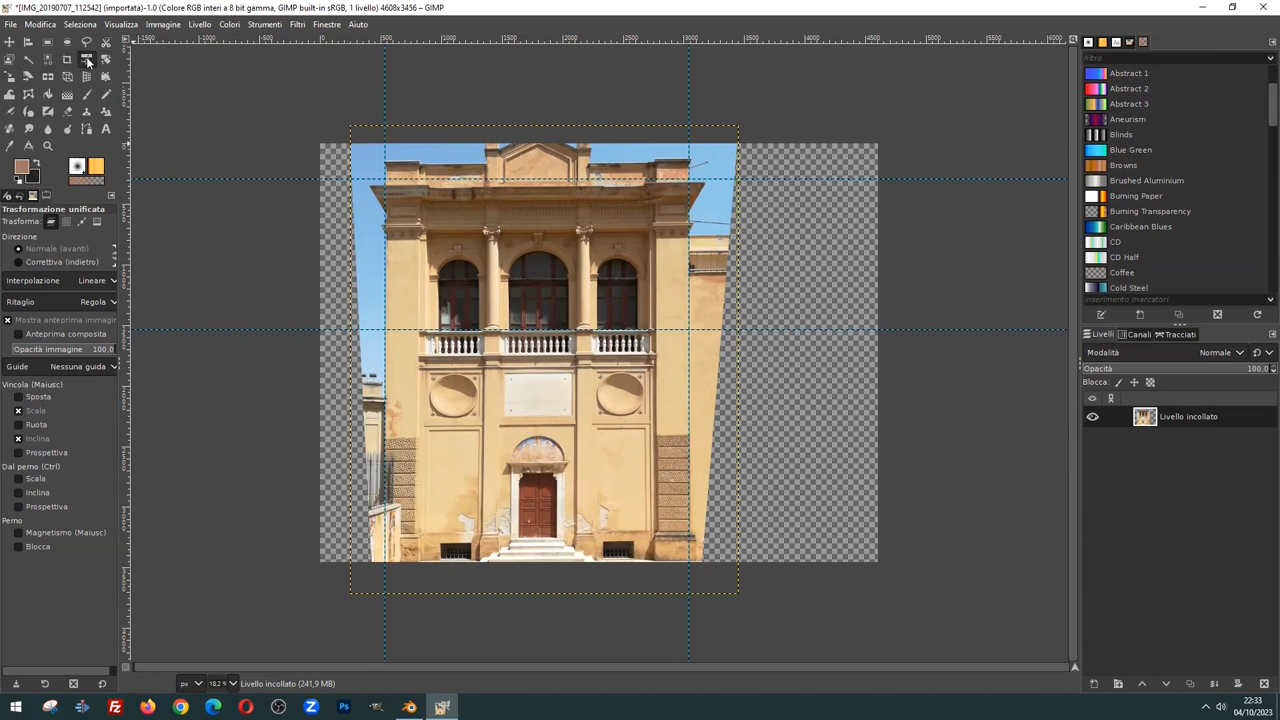 *[IMG_20190707_112542] (importata)-1.0 (Colore RGB interi a 8 bit gamma, GIMP built-in sRGB, 1 livello) 4608x3456 – GIMP
File Modifica Seleziona Visualizza Immagine Livello Colori Strumenti Filtri Finestre Aiuto
Trasformazione unificata
Trasforma:
Direzione
Normale (avanti)
Correttiva (indietro)
Interpolazione Lineare
Ritaglio Regola
Mostra anteprima immagin
Anteprima composita
Opacità immagine 100,0
Guide Nessuna guida
Vincola (Maiusc)
Sposta
Scala
Ruota
Inclina
Prospettiva
Dal perno (Ctrl)
Scala
Inclina
Prospettiva
Perno
Magnetismo (Maiusc)
Blocca
px 18,2 % Livello incollato (241,9 MB)
filtro
Abstract 1
Abstract 2
Abstract 3
Aneurism
Blinds
Blue Green
Browns
Brushed Aluminium
Burning Paper
Burning Transparency
Caribbean Blues
CD
CD Half
Coffee
Cold Steel
inserimento marcatori
Livelli Canali Tracciati
Modalità Normale
Opacità 100,0
Blocca:
Livello incollato
22:33
04/10/2023